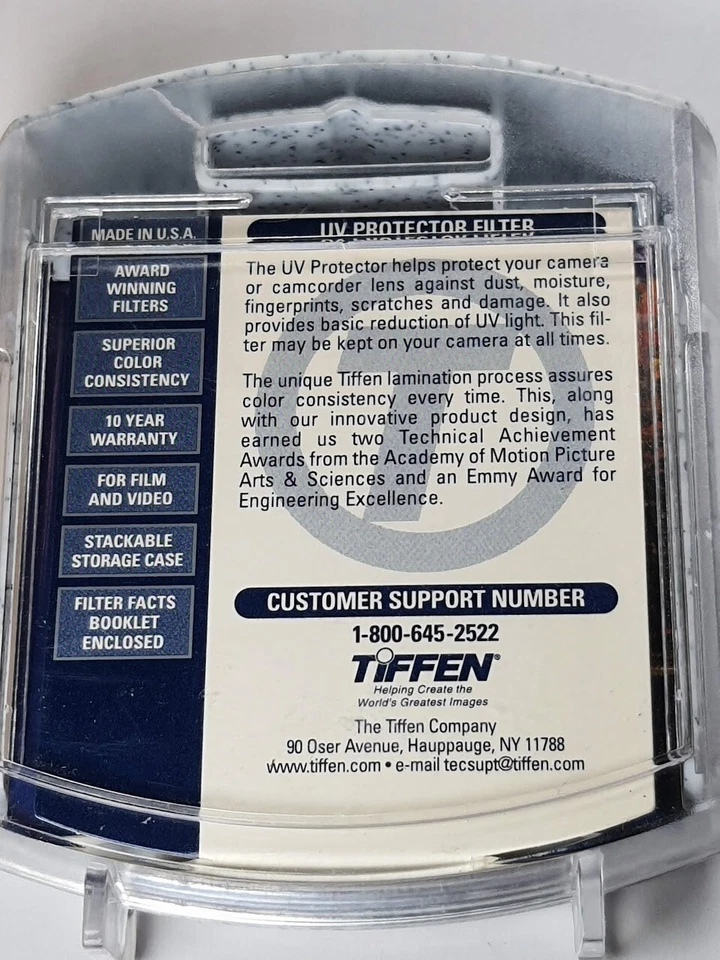 MADE IN U.S.A.
AWARD
WINNING
FILTERS
SUPERIOR
COLOR
CONSISTENCY
10 YEAR
WARRANTY
FOR FILM
AND VIDEO
STACKABLE
STORAGE CASE
FILTER FACTS
BOOKLET
ENCLOSED
UV PROTECTOR FILTER
The UV Protector helps protect your camera
or camcorder lens against dust, moisture,
fingerprints, scratches and damage. It also
provides basic reduction of UV light. This fil-
ter may be kept on your camera at all times.
The unique Tiffen lamination process assures
color consistency every time. This, along
with our innovative product design, has
earned us two Technical Achievement
Awards from the Academy of Motion Picture
Arts & Sciences and an Emmy Award for
Engineering Excellence.
CUSTOMER SUPPORT NUMBER
1-800-645-2522
TIFFEN®
Helping Create the
World's Greatest Images
The Tiffen Company
90 Oser Avenue, Hauppauge, NY 11788
www.tiffen.com • e-mail tecsupt@tiffen.com